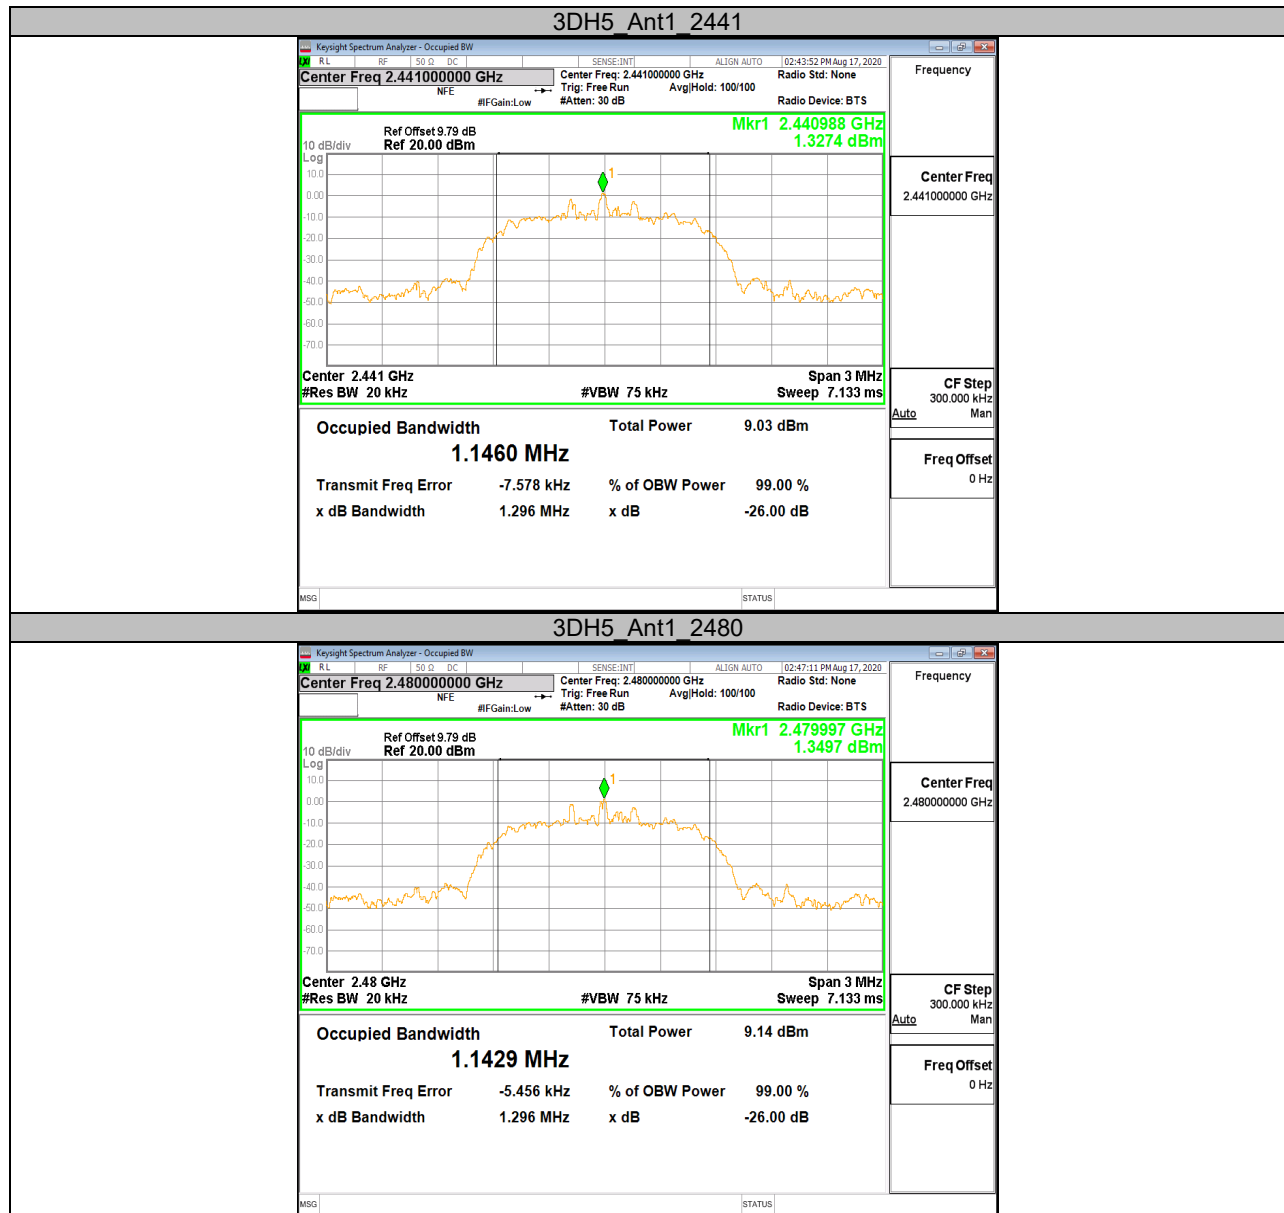 3DH5_Ant1_2441
Keysight Spectrum Analyzer - Occupied BW
LXI RL RF 50 Ω DC SENSE:INT ALIGN AUTO 02:43:52 PM Aug 17, 2020
Center Freq 2.441000000 GHz
NFE
#IFGain:Low
Center Freq: 2.441000000 GHz
Trig: Free Run Avg|Hold: 100/100
#Atten: 30 dB
Radio Std: None
Radio Device: BTS
Frequency
Mkr1 2.440988 GHz
1.3274 dBm
Ref Offset 9.79 dB
10 dB/div Ref 20.00 dBm
Log
10.0
0.00
-10.0
-20.0
-30.0
-40.0
-50.0
-60.0
-70.0
1
Center 2.441 GHz Span 3 MHz
#Res BW 20 kHz #VBW 75 kHz Sweep 7.133 ms
Center Freq
2.441000000 GHz
CF Step
300.000 kHz
Auto Man
Freq Offset
0 Hz
Occupied Bandwidth Total Power 9.03 dBm
1.1460 MHz
Transmit Freq Error -7.578 kHz % of OBW Power 99.00 %
x dB Bandwidth 1.296 MHz x dB -26.00 dB
MSG STATUS
3DH5_Ant1_2480
Keysight Spectrum Analyzer - Occupied BW
LXI RL RF 50 Ω DC SENSE:INT ALIGN AUTO 02:47:11 PM Aug 17, 2020
Center Freq 2.480000000 GHz
NFE
#IFGain:Low
Center Freq: 2.480000000 GHz
Trig: Free Run Avg|Hold: 100/100
#Atten: 30 dB
Radio Std: None
Radio Device: BTS
Frequency
Mkr1 2.479997 GHz
1.3497 dBm
Ref Offset 9.79 dB
10 dB/div Ref 20.00 dBm
Log
10.0
0.00
-10.0
-20.0
-30.0
-40.0
-50.0
-60.0
-70.0
1
Center 2.48 GHz Span 3 MHz
#Res BW 20 kHz #VBW 75 kHz Sweep 7.133 ms
Center Freq
2.480000000 GHz
CF Step
300.000 kHz
Auto Man
Freq Offset
0 Hz
Occupied Bandwidth Total Power 9.14 dBm
1.1429 MHz
Transmit Freq Error -5.456 kHz % of OBW Power 99.00 %
x dB Bandwidth 1.296 MHz x dB -26.00 dB
MSG STATUS